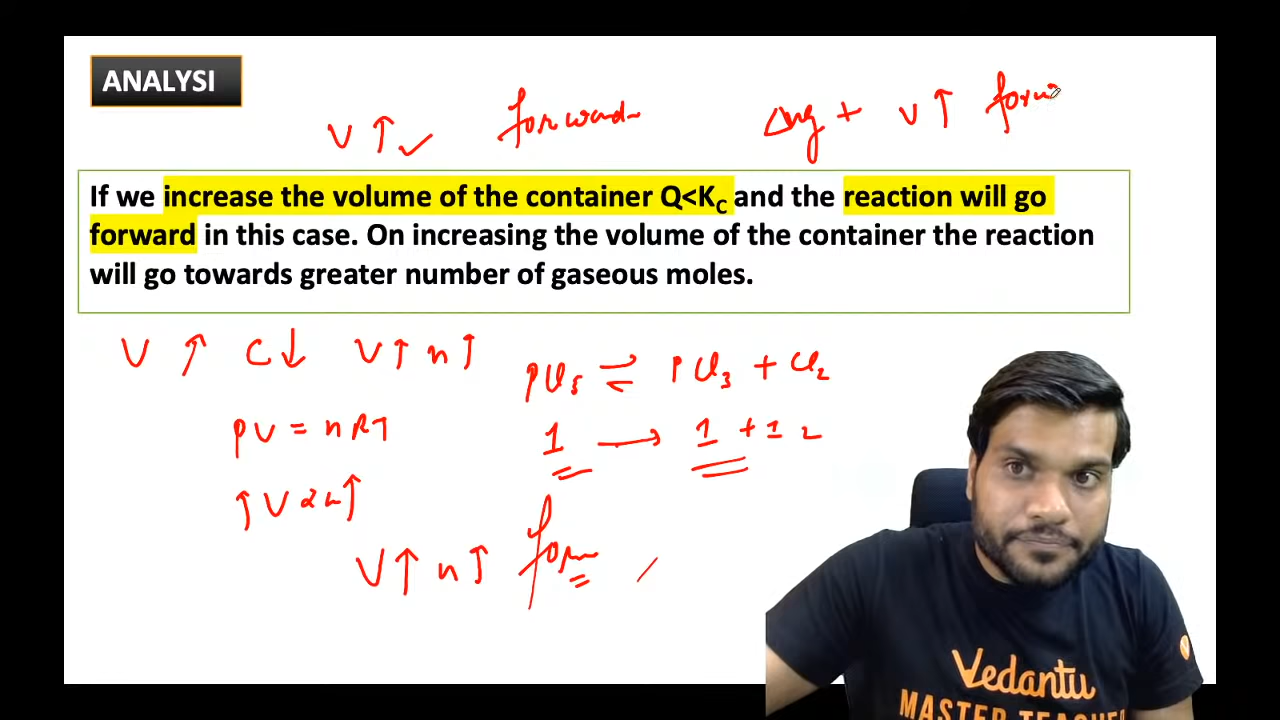 ANALYSI
V ↑ ✓ forward
Δng + V ↑
If we increase the volume of the container Q<KC and the reaction will go
forward in this case. On increasing the volume of the container the reaction
will go towards greater number of gaseous moles.
V ↑ C ↓ V ↑ n ↑
PCl5 ⇌ PCl3 + Cl2
PV = nRT
1 → 1 + 1 2
↑ V α n ↑
V ↑ n ↑
Vedantu
MASTER TEACHER